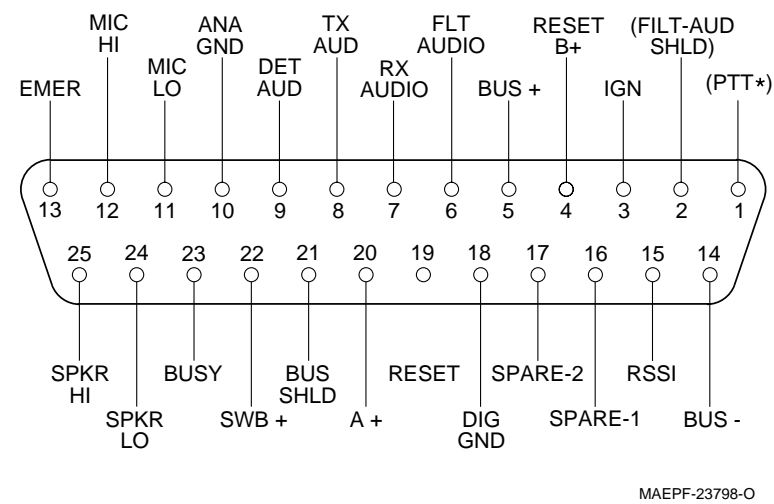 MIC
HI
ANA
GND
TX
AUD
FLT
AUDIO
RESET
B+
(FILT-AUD
SHLD)
EMER
MIC
LO
DET
AUD
RX
AUDIO
BUS +
IGN
(PTT*)
13 12 11 10 9 8 7 6 5 4 3 2 1
25 24 23 22 21 20 19 18 17 16 15 14
SPKR
HI
BUSY
BUS
SHLD
RESET
SPARE-2
RSSI
SPKR
LO
SWB +
A +
DIG
GND
SPARE-1
BUS -
MAEPF-23798-O